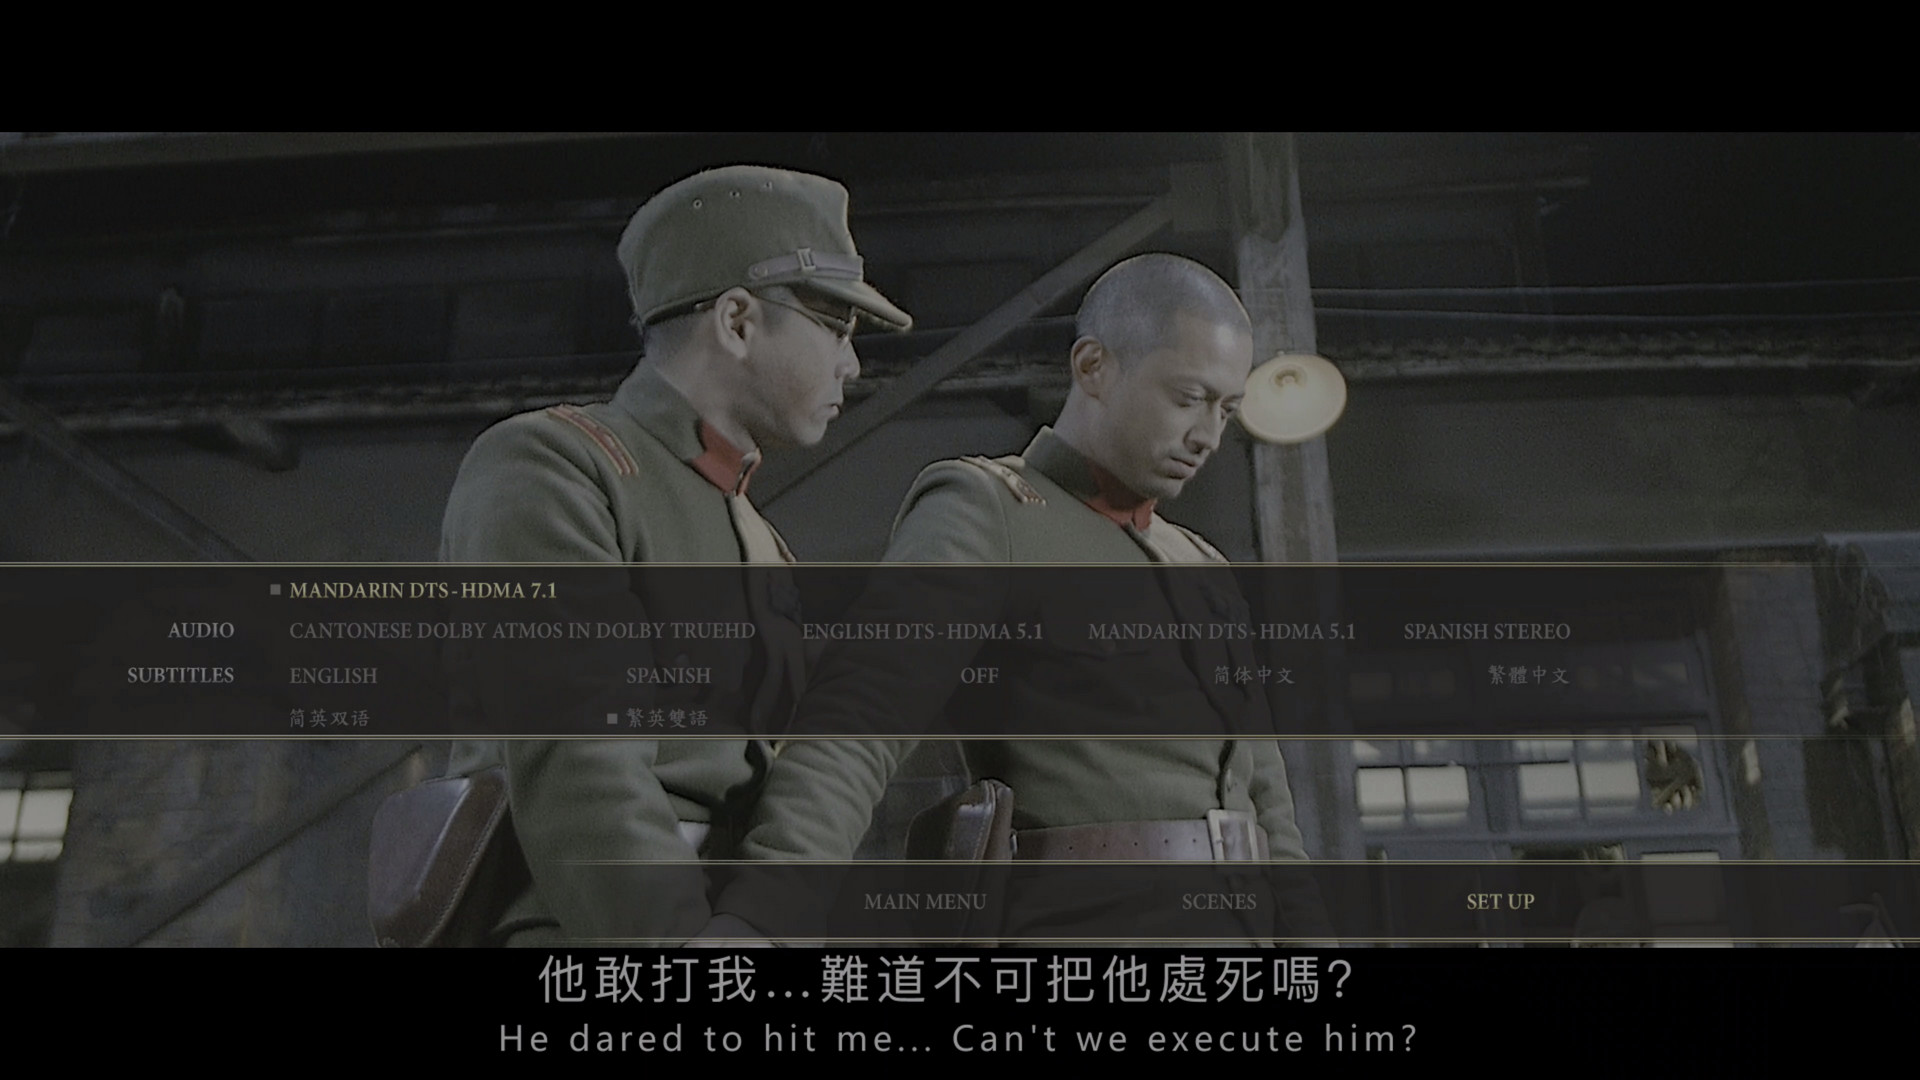 MANDARIN DTS-HDMA 7.1
AUDIO CANTONESE DOLBY ATMOS IN DOLBY TRUEHD ENGLISH DTS-HDMA 5.1 MANDARIN DTS-HDMA 5.1 SPANISH STEREO
SUBTITLES ENGLISH SPANISH OFF 简体中文 繁體中文
简英双语 繁英雙語
MAIN MENU SCENES SET UP
他敢打我...難道不可把他處死嗎?
He dared to hit me... Can't we execute him?